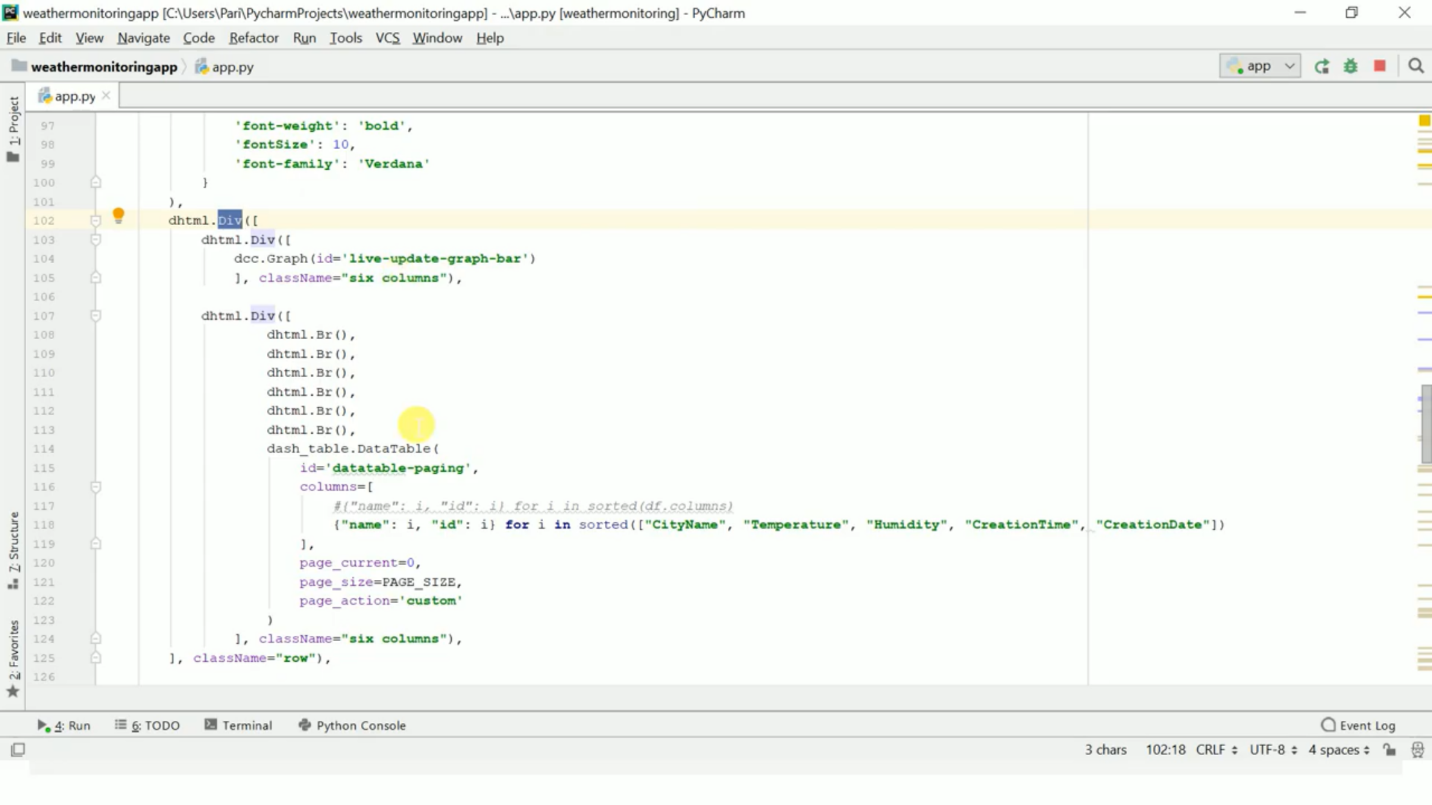 weathermonitoringapp [C:\Users\Pari\PycharmProjects\weathermonitoringapp] - ...\app.py [weathermonitoring] - PyCharm
File Edit View Navigate Code Refactor Run Tools VCS Window Help
weathermonitoringapp app.py app
app.py
1: Project
7: Structure
2: Favorites
97 'font-weight': 'bold',
98 'fontSize': 10,
99 'font-family': 'Verdana'
100 }
101 ),
102 dhtml.Div([
103 dhtml.Div([
104 dcc.Graph(id='live-update-graph-bar')
105 ], className="six columns"),
106
107 dhtml.Div([
108 dhtml.Br(),
109 dhtml.Br(),
110 dhtml.Br(),
111 dhtml.Br(),
112 dhtml.Br(),
113 dhtml.Br(),
114 dash_table.DataTable(
115 id='datatable-paging',
116 columns=[
117 #{"name": i, "id": i} for i in sorted(df.columns)
118 {"name": i, "id": i} for i in sorted(["CityName", "Temperature", "Humidity", "CreationTime", "CreationDate"])
119 ],
120 page_current=0,
121 page_size=PAGE_SIZE,
122 page_action='custom'
123 )
124 ], className="six columns"),
125 ], className="row"),
126
4: Run 6: TODO Terminal Python Console Event Log
3 chars 102:18 CRLF UTF-8 4 spaces